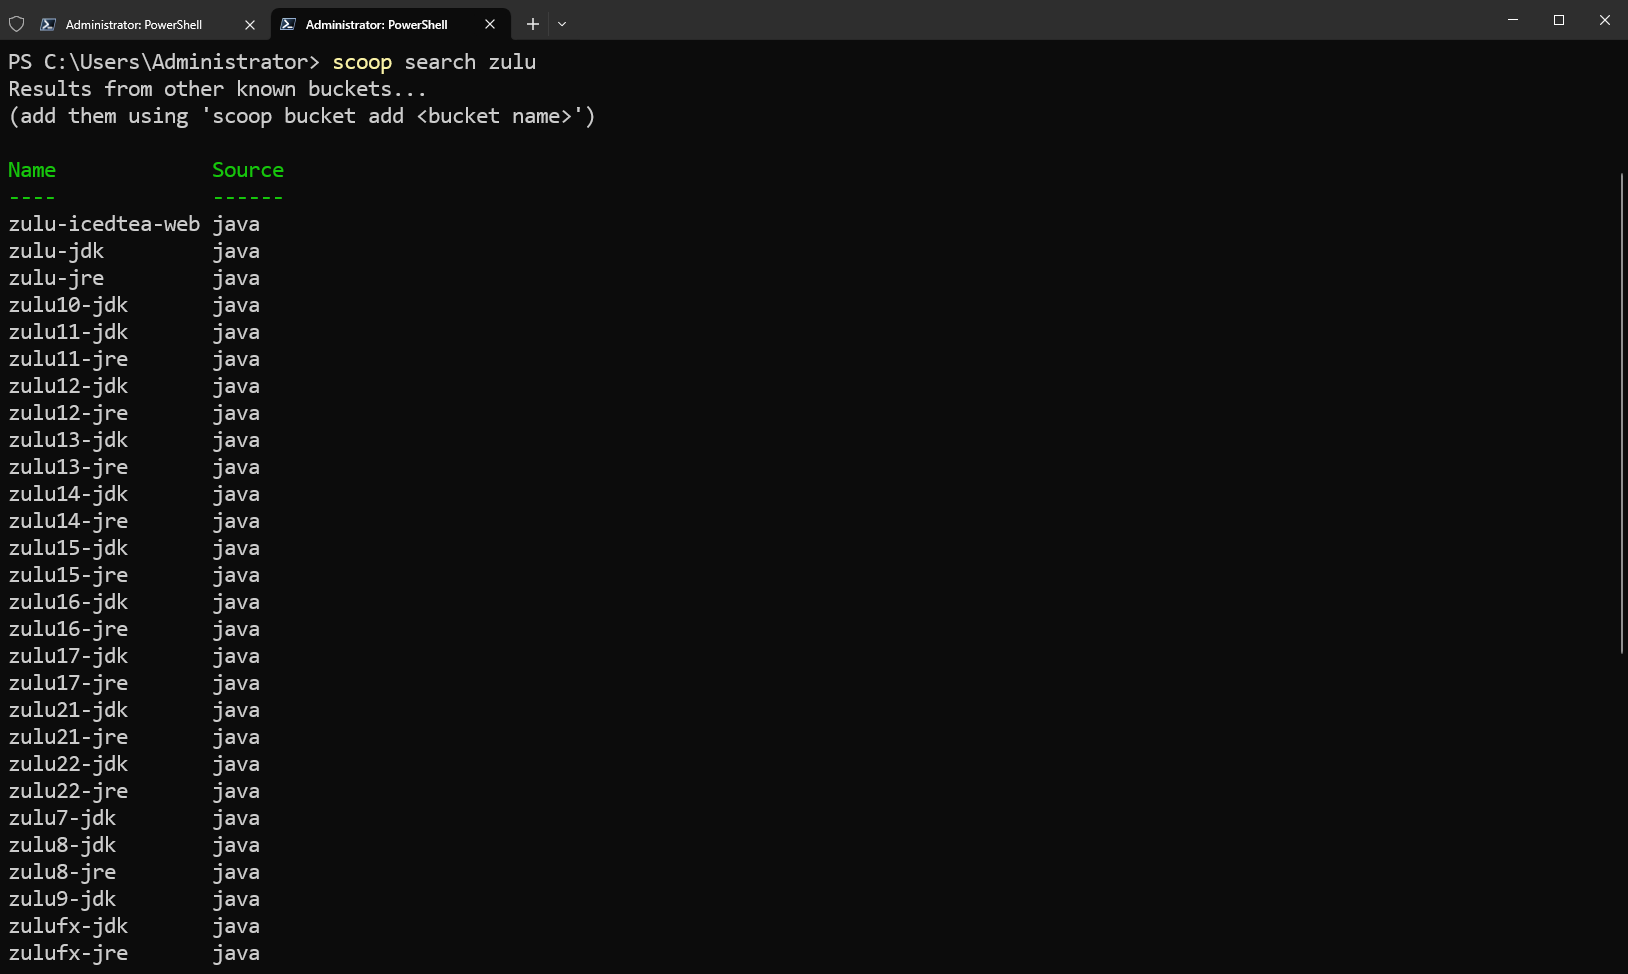 Administrator: PowerShell
Administrator: PowerShell
PS C:\Users\Administrator> scoop search zulu
Results from other known buckets...
(add them using 'scoop bucket add <bucket name>')
Name Source
---- ------
zulu-icedtea-web java
zulu-jdk java
zulu-jre java
zulu10-jdk java
zulu11-jdk java
zulu11-jre java
zulu12-jdk java
zulu12-jre java
zulu13-jdk java
zulu13-jre java
zulu14-jdk java
zulu14-jre java
zulu15-jdk java
zulu15-jre java
zulu16-jdk java
zulu16-jre java
zulu17-jdk java
zulu17-jre java
zulu21-jdk java
zulu21-jre java
zulu22-jdk java
zulu22-jre java
zulu7-jdk java
zulu8-jdk java
zulu8-jre java
zulu9-jdk java
zulufx-jdk java
zulufx-jre java